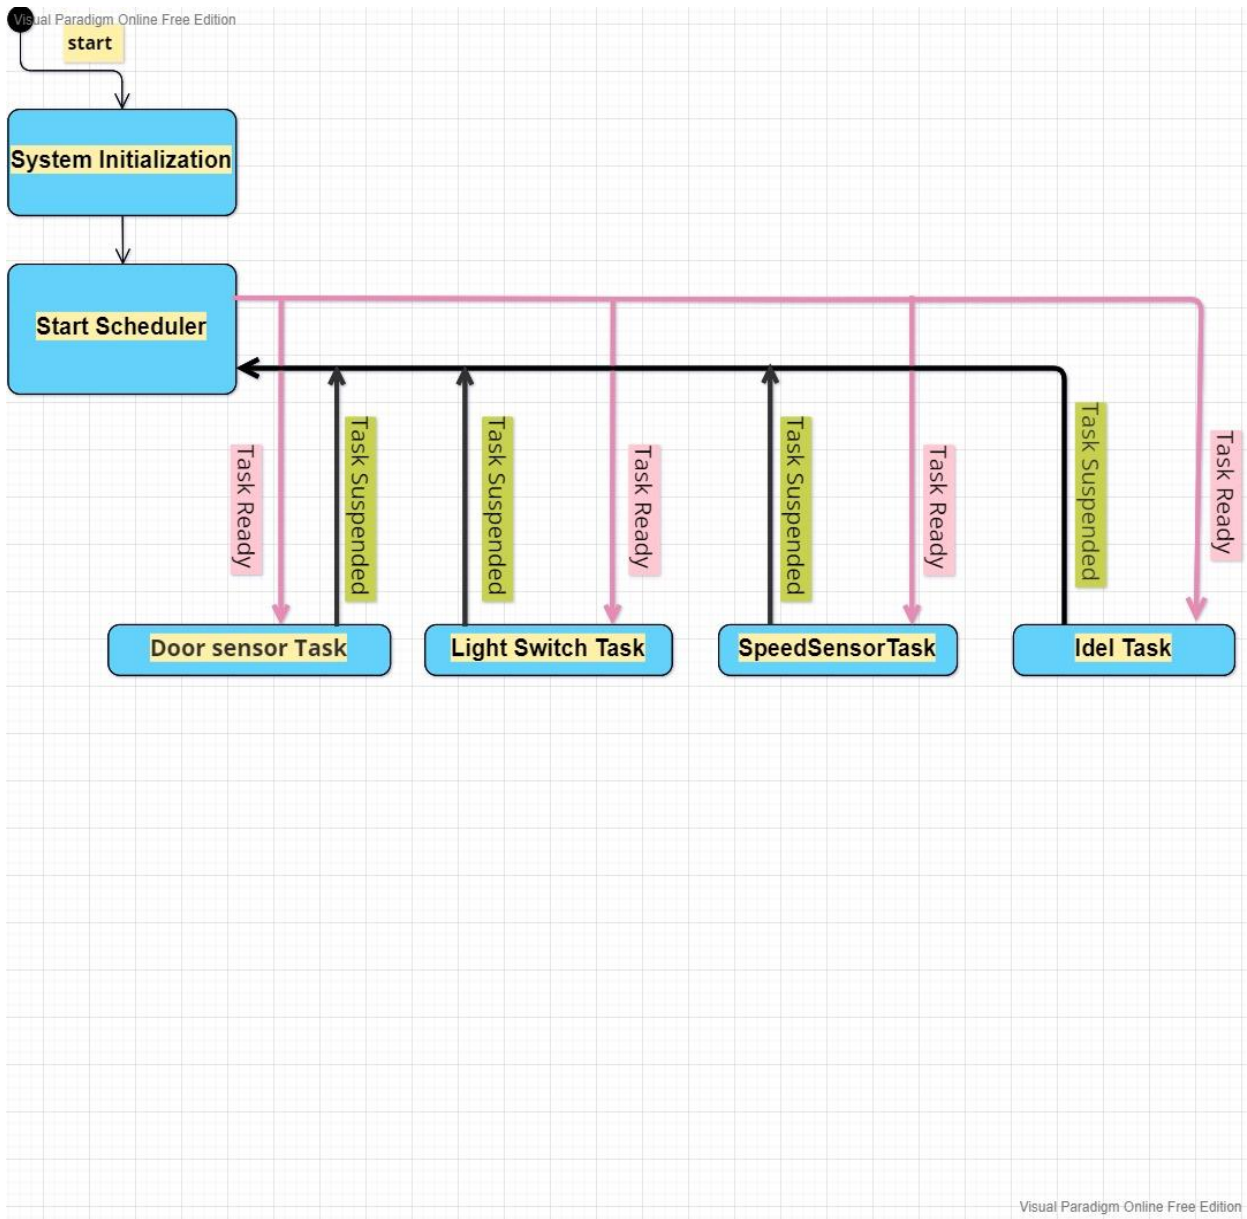 Visual Paradigm Online Free Edition
start
System Initialization
Start Scheduler
Task Ready
Task Suspended
Task Suspended
Task Ready
Task Suspended
Task Ready
Task Suspended
Task Ready
Door sensor Task
Light Switch Task
SpeedSensorTask
Idel Task
Visual Paradigm Online Free Edition